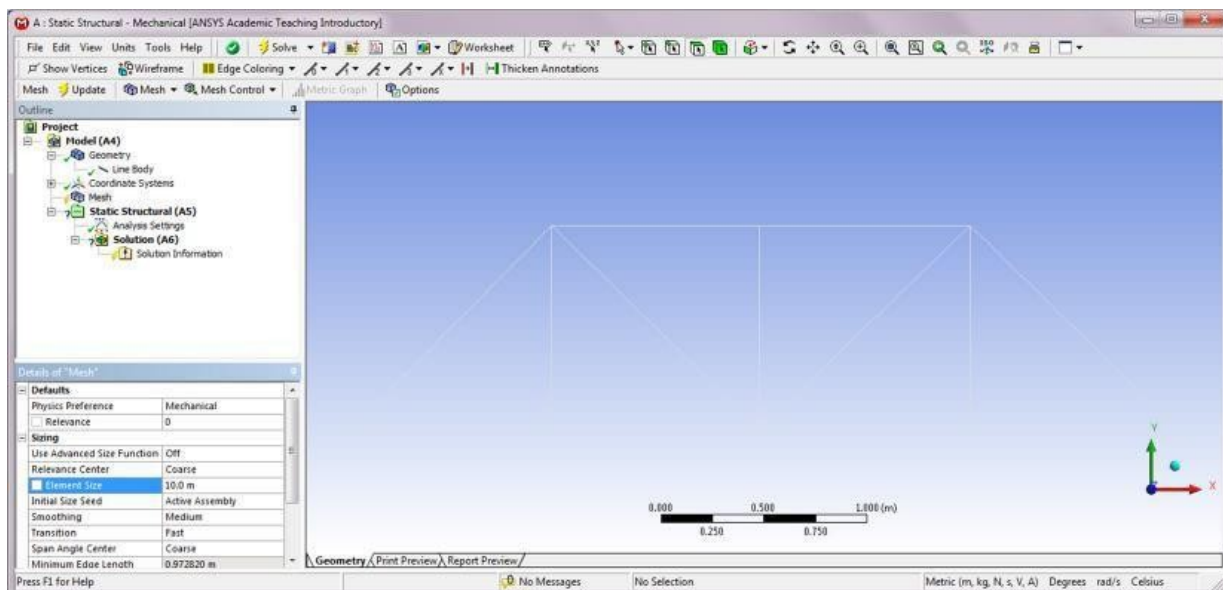 A : Static Structural - Mechanical [ANSYS Academic Teaching Introductory]
File Edit View Units Tools Help Solve Worksheet
Show Vertices Wireframe Edge Coloring Thicken Annotations
Mesh Update Mesh Mesh Control Metric Graph Options
Outline
Project
Model (A4)
Geometry
Line Body
Coordinate Systems
Mesh
Static Structural (A5)
Analysis Settings
Solution (A6)
Solution Information
Details of "Mesh"
Defaults
Physics Preference Mechanical
Relevance 0
Sizing
Use Advanced Size Function Off
Relevance Center Coarse
Element Size 10.0 m
Initial Size Seed Active Assembly
Smoothing Medium
Transition Fast
Span Angle Center Coarse
Minimum Edge Length 0.972820 m
Y
X
0.000 0.500 1.000 (m)
0.250 0.750
Geometry Print Preview Report Preview
Press F1 for Help No Messages No Selection Metric (m, kg, N, s, V, A) Degrees rad/s Celsius